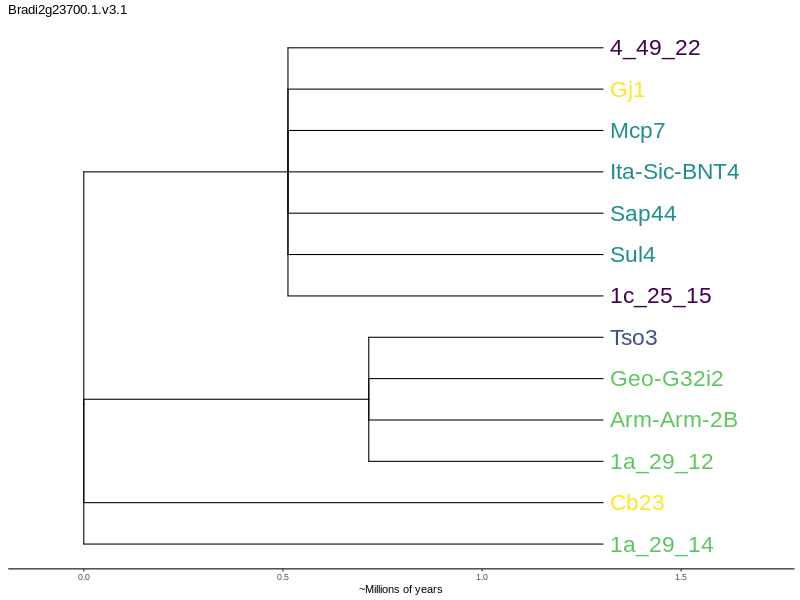 Bradi2g23700.1.v3.1
4_49_22
Gj1
Mcp7
Ita-Sic-BNT4
Sap44
Sul4
1c_25_15
Tso3
Geo-G32i2
Arm-Arm-2B
1a_29_12
Cb23
1a_29_14
0.0 0.5 1.0 1.5
~Millions of years